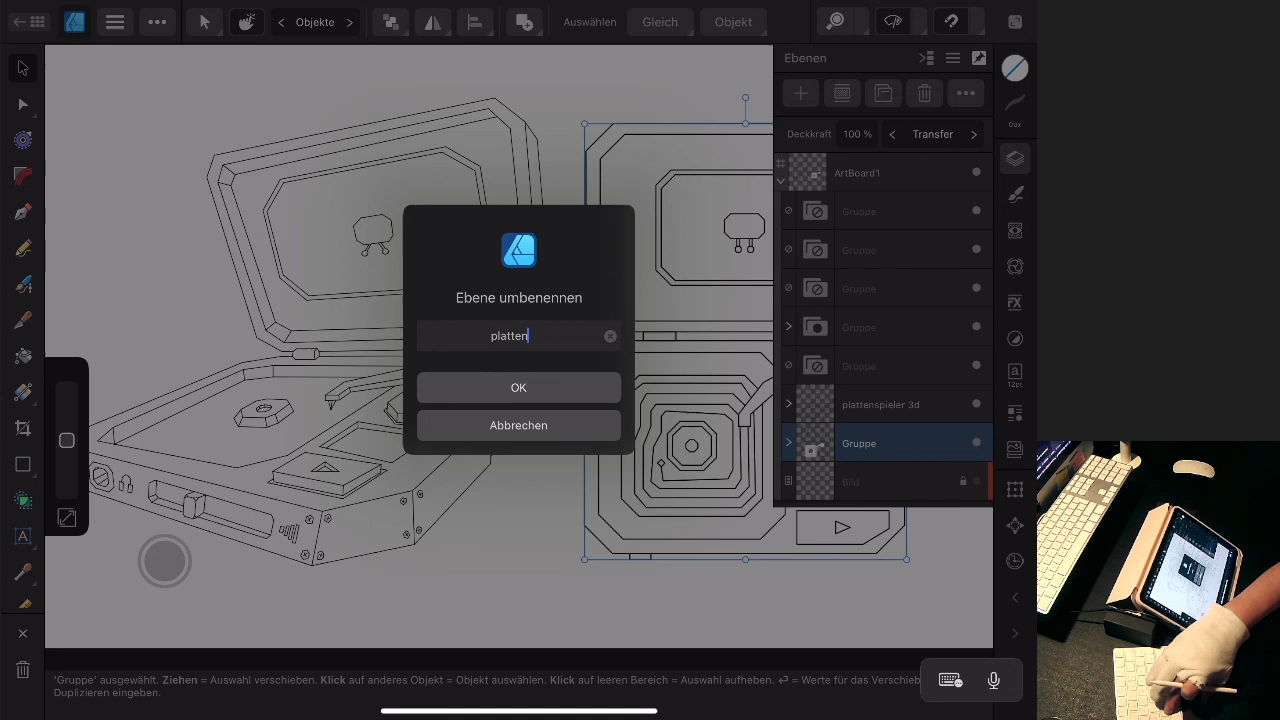 Objekte
Auswählen
Gleich
Objekt
Ebenen
Deckkraft 100 % Transfer
0px
ArtBoard1
Gruppe
Gruppe
Gruppe
Gruppe
Gruppe
plattenspieler 3d
Gruppe
Bild
FX
a
12pt
A
Ebene umbenennen
platten
OK
Abbrechen
'Gruppe' ausgewählt. Ziehen = Auswahl verschieben. Klick auf anderes Objekt = Objekt auswählen. Klick auf leeren Bereich = Auswahl aufheben. ↵ = Werte für das Verschieb
Duplizieren eingeben.